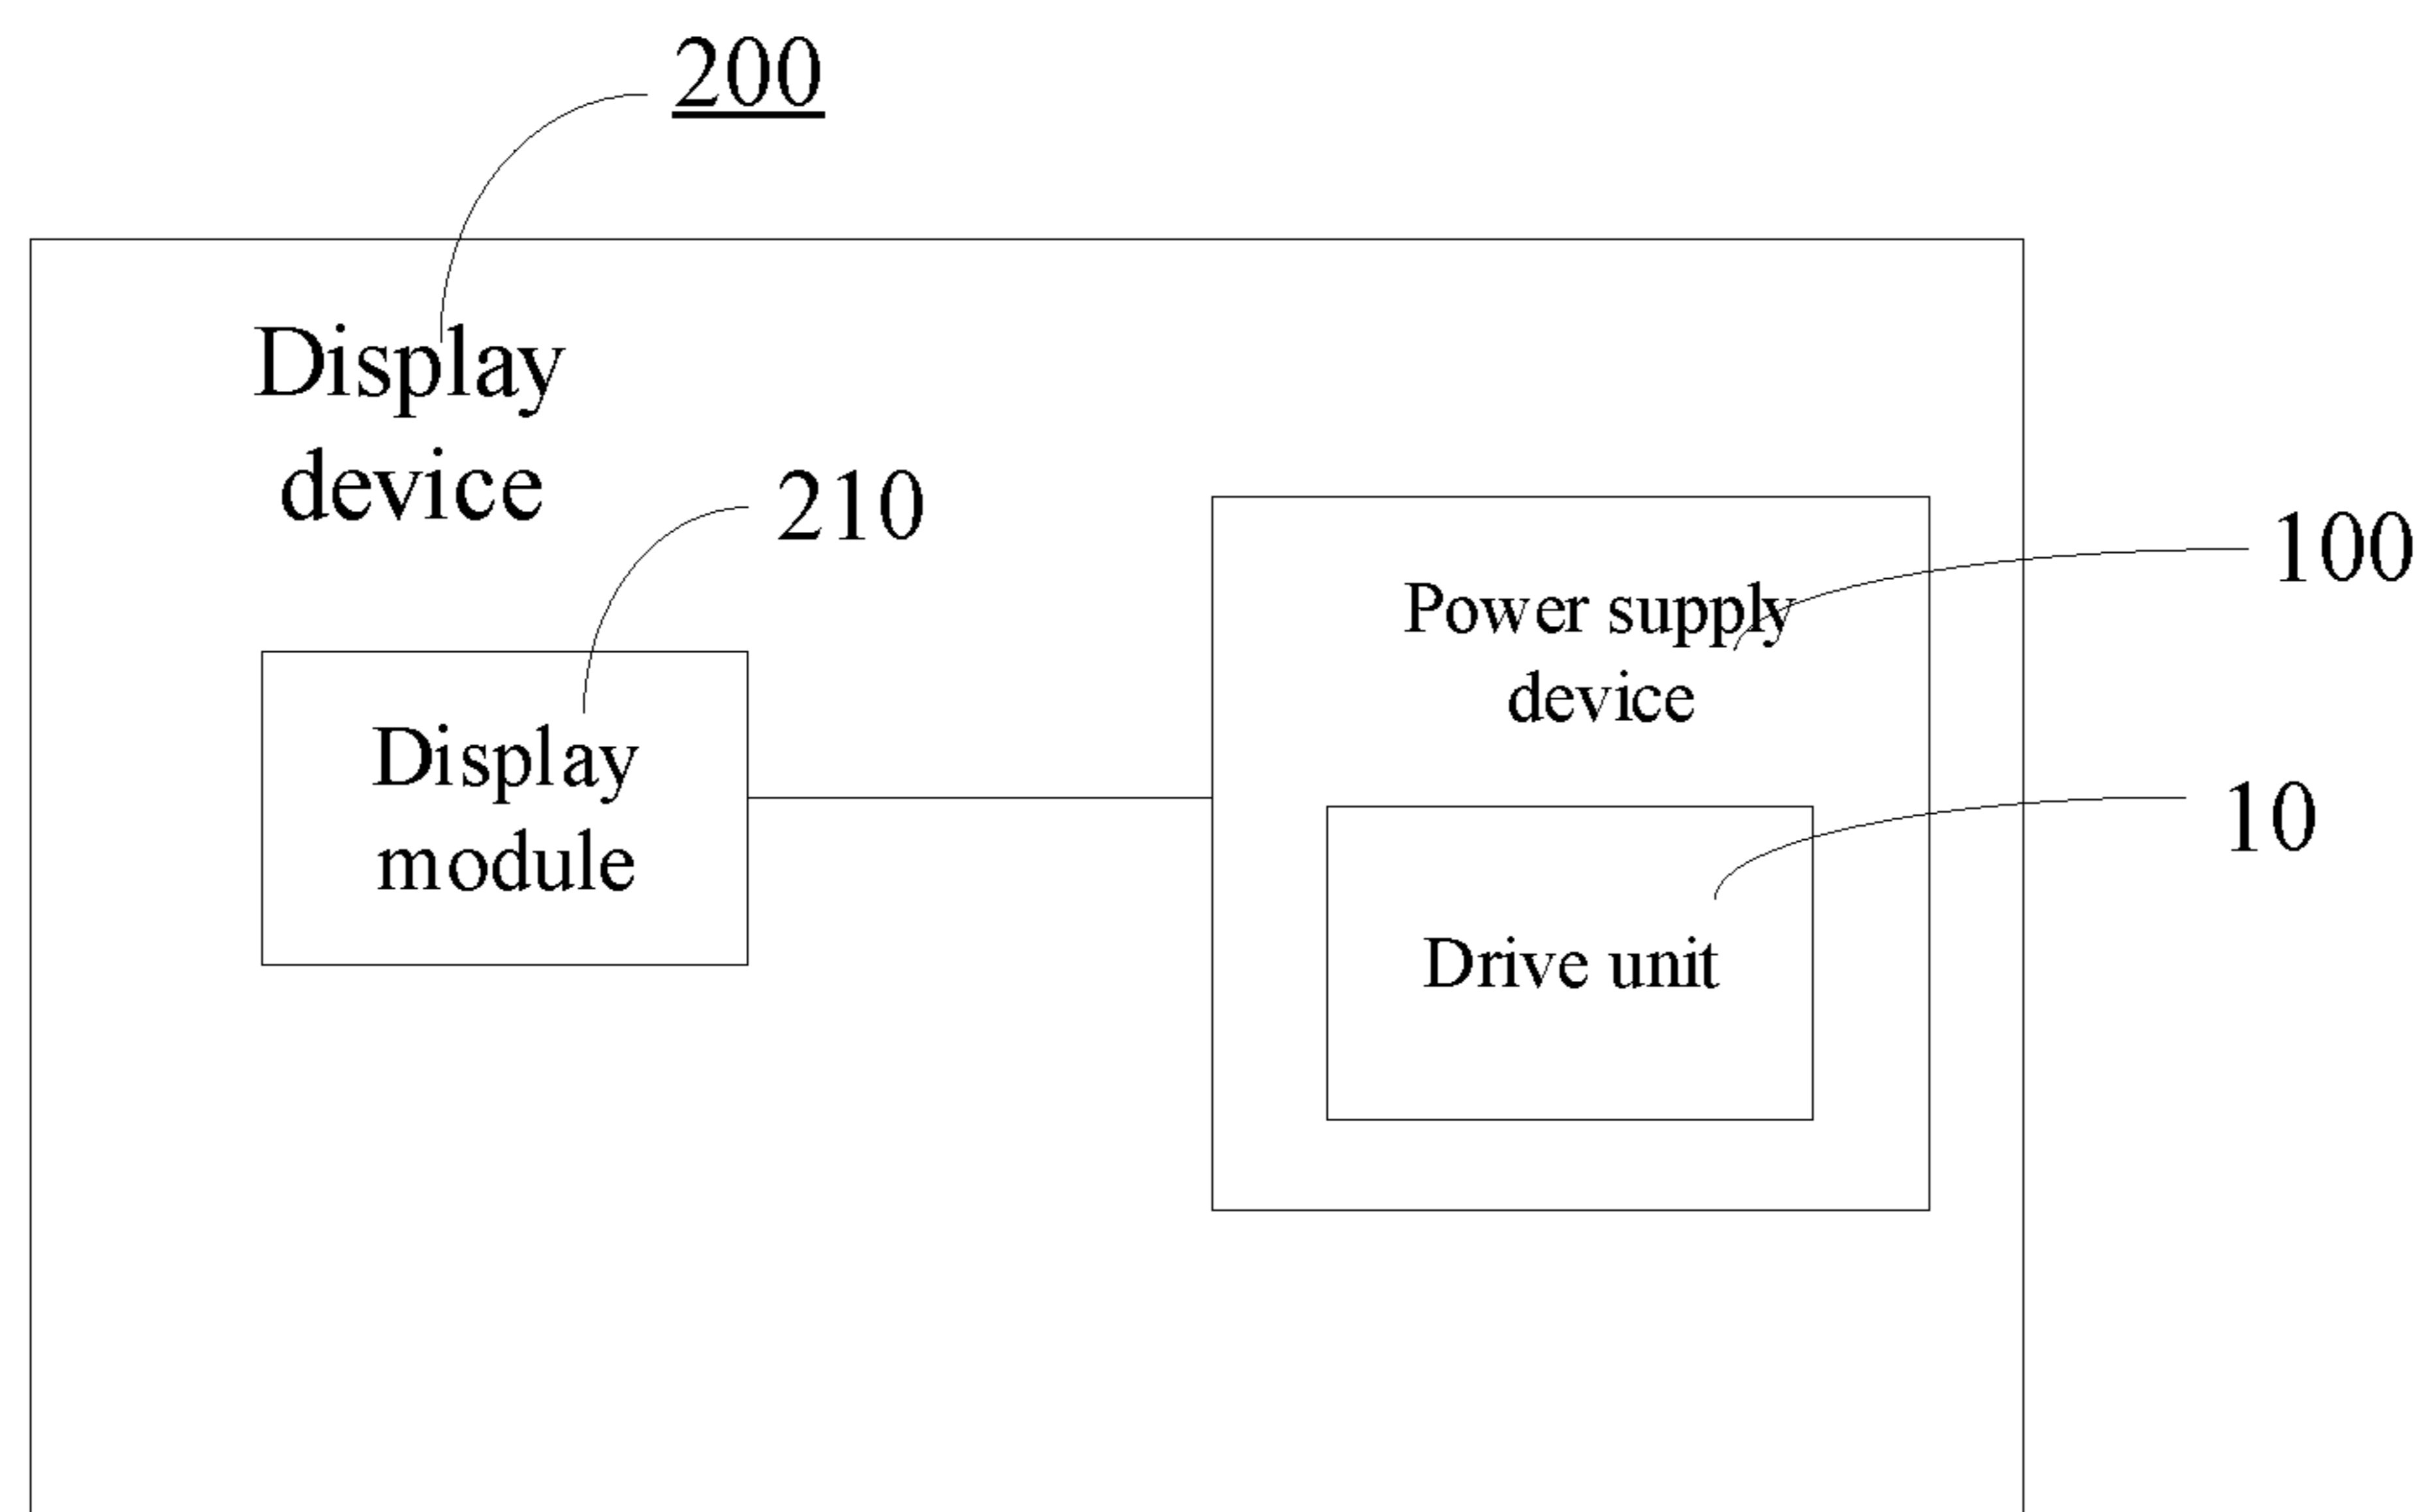 200
Display
device
210
100
Power supply
device
Display
module
10
Drive unit